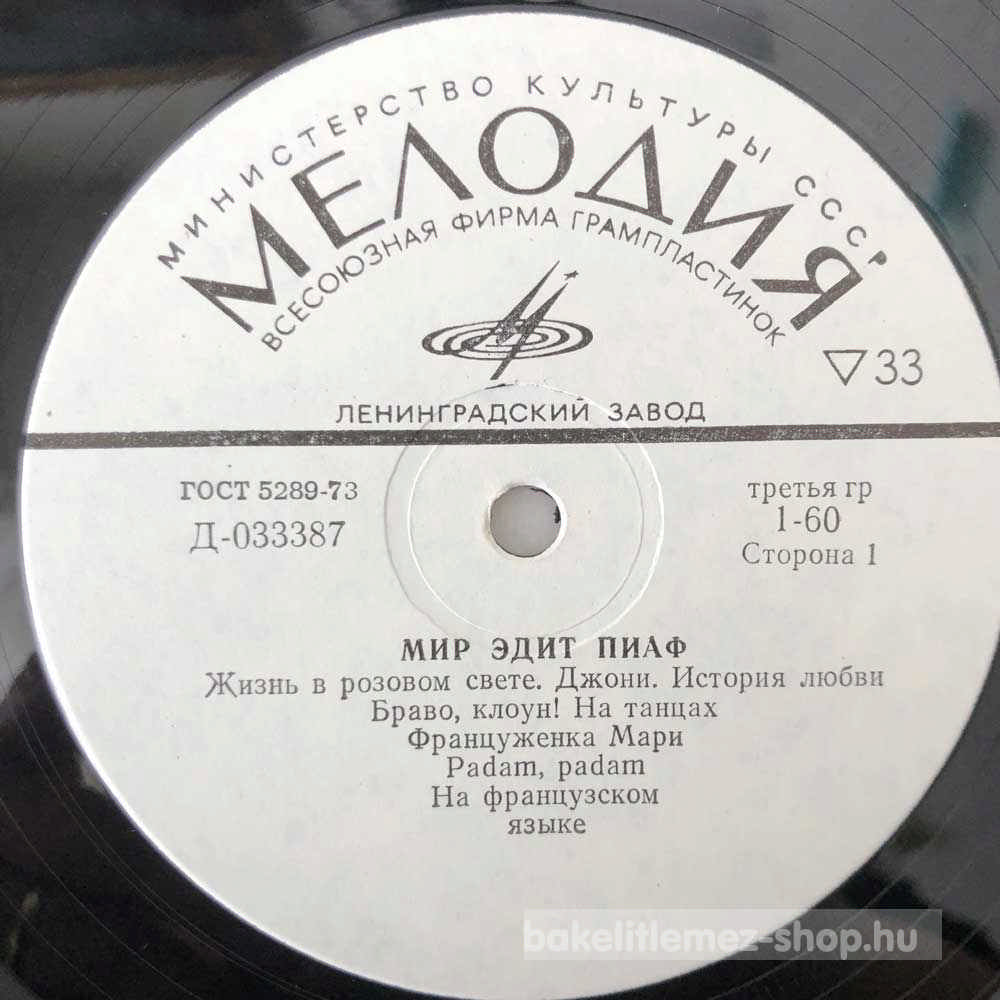 МИНИСТЕРСТВО КУЛЬТУРЫ СССР
МЕЛОДИЯ
ВСЕСОЮЗНАЯ ФИРМА ГРАМПЛАСТИНОК
▽33
ЛЕНИНГРАДСКИЙ ЗАВОД
ГОСТ 5289-73
Д-033387
третья гр
1-60
Сторона 1
МИР ЭДИТ ПИАФ
Жизнь в розовом свете. Джони. История любви
Браво, клоун! На танцах
Француженка Мари
Padam, padam
На французском
языке
bakelitlemez-shop.hu